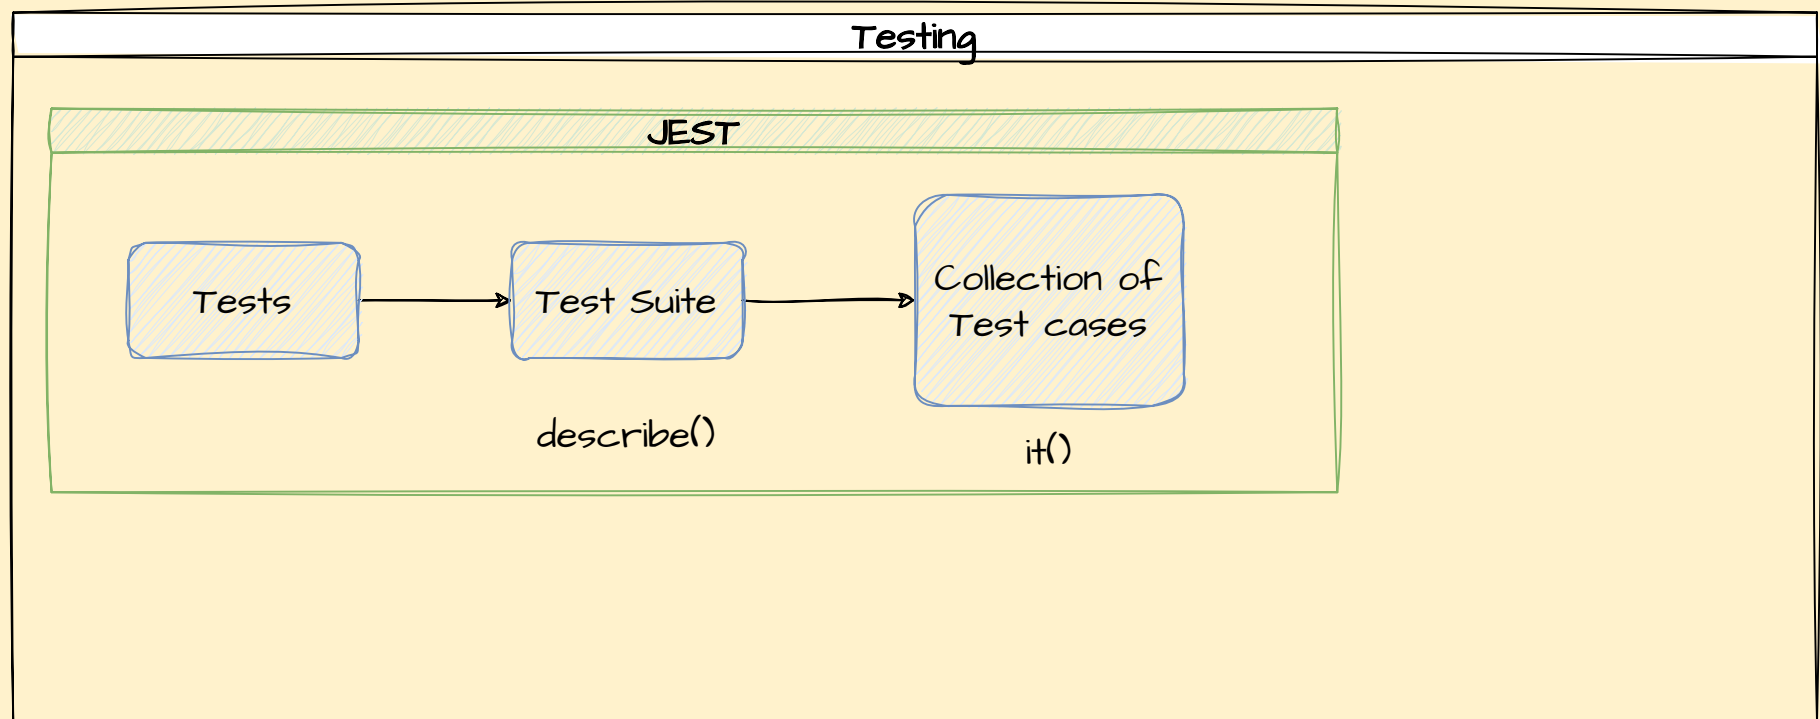 Testing
JEST
Tests
Test Suite
Collection of
Test cases
describe()
it()